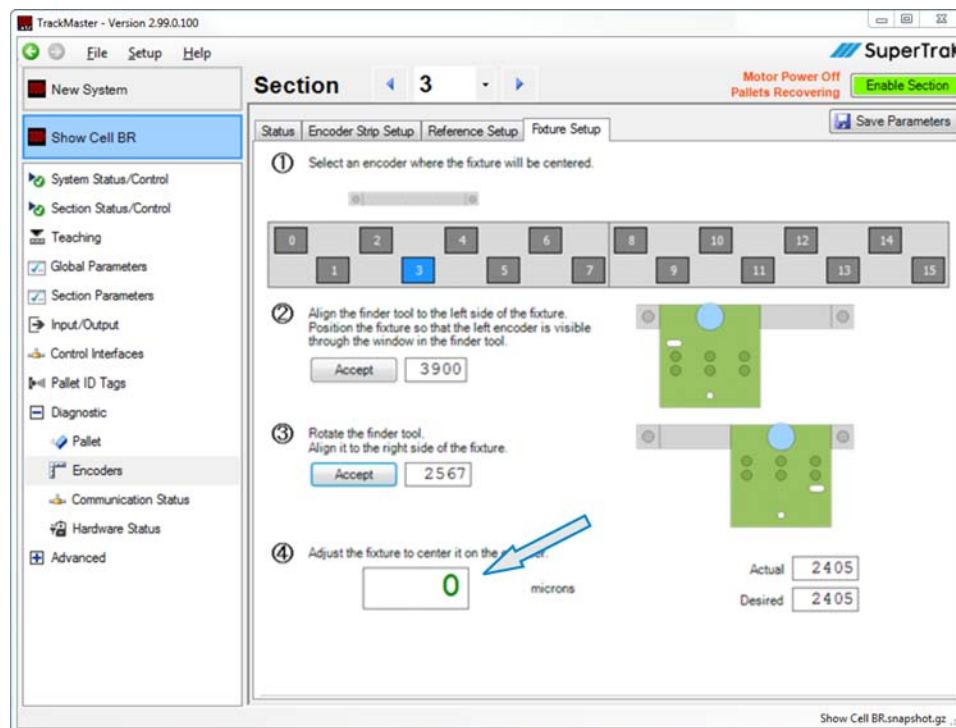 TrackMaster - Version 2.99.0.100
File Setup Help
SuperTrak
New System
Section 3
Motor Power Off
Pallets Recovering
Enable Section
Show Cell BR
Status Encoder Strip Setup Reference Setup Fixture Setup
Save Parameters
System Status/Control
Section Status/Control
Teaching
Global Parameters
Section Parameters
Input/Output
Control Interfaces
Pallet ID Tags
Diagnostic
Pallet
Encoders
Communication Status
Hardware Status
Advanced
① Select an encoder where the fixture will be centered.
0 2 4 6 8 10 12 14
1 3 5 7 9 11 13 15
② Align the finder tool to the left side of the fixture.
Position the fixture so that the left encoder is visible
through the window in the finder tool.
Accept 3900
③ Rotate the finder tool.
Align it to the right side of the fixture.
Accept 2567
④ Adjust the fixture to center it on the
0 microns
Actual 2405
Desired 2405
Show Cell BR.snapshot.gz